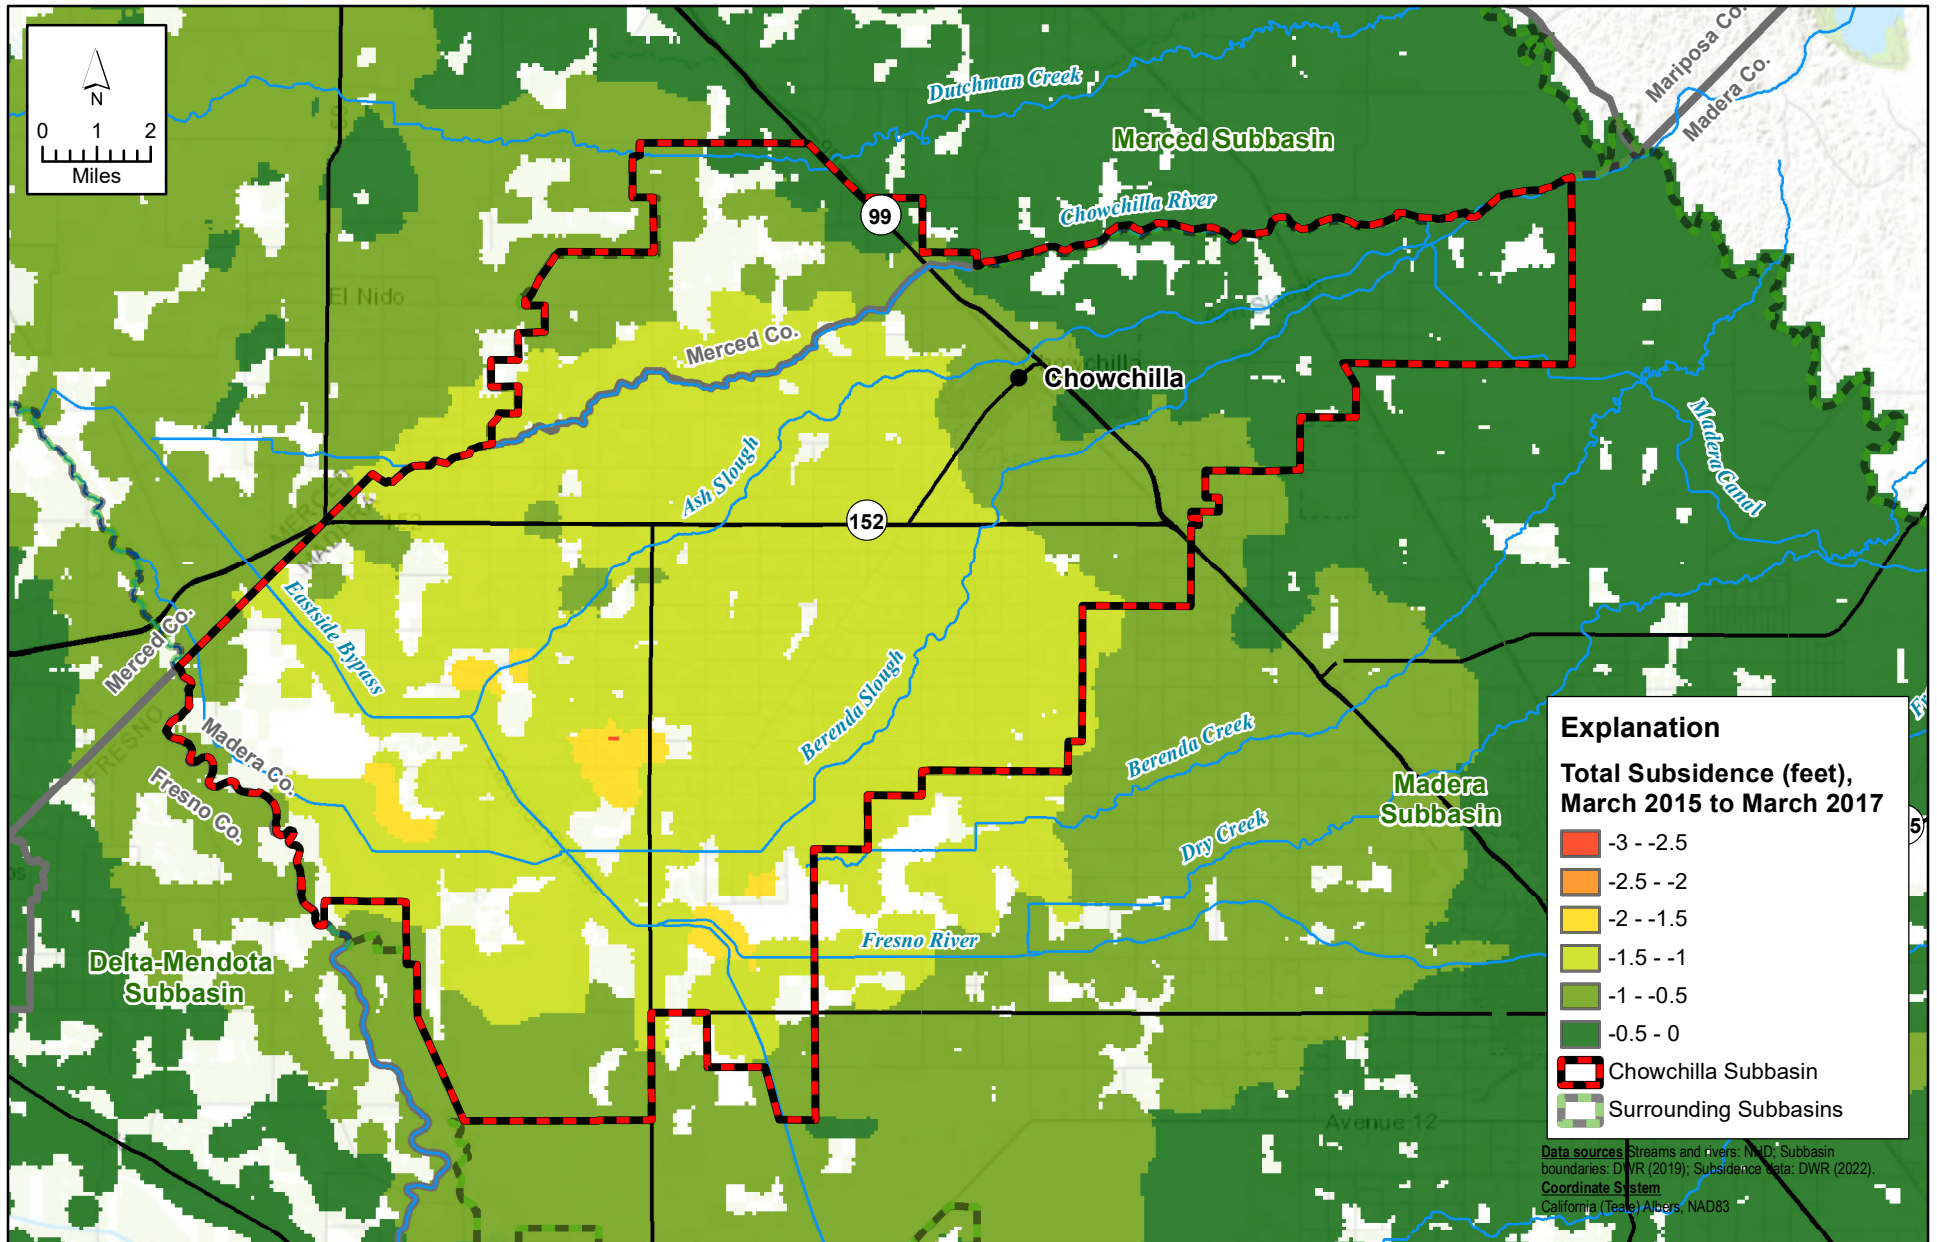 N
0 1 2
Miles
Dutchman Creek
Mariposa Co.
Madera Co.
Merced Subbasin
Chowchilla River
99
El Nido
Merced Co.
Chowchilla
Chowchilla
Madera Canal
Ash Slough
152
152
MERCED
MADERA
Eastside Bypass
Merced Co.
FRESNO
Madera Co.
Fresno Co.
Berenda Slough
Berenda Creek
Madera
Subbasin
Dry Creek
Fresno River
Delta-Mendota
Subbasin
Avenue 12
Explanation
Total Subsidence (feet),
March 2015 to March 2017
-3 - -2.5
-2.5 - -2
-2 - -1.5
-1.5 - -1
-1 - -0.5
-0.5 - 0
Chowchilla Subbasin
Surrounding Subbasins
Data sources Streams and rivers: NHD; Subbasin
boundaries: DWR (2019); Subsidence data: DWR (2022).
Coordinate System
California (Teale) Albers, NAD83